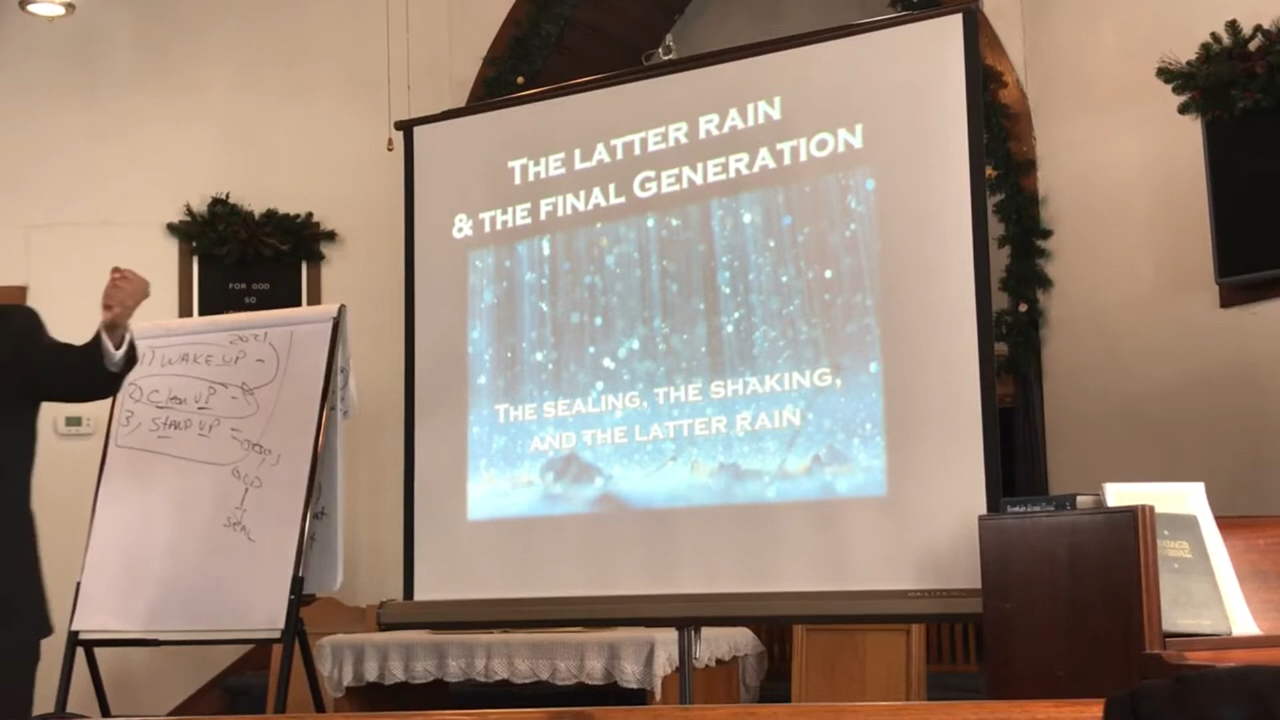 THE LATTER RAIN
& THE FINAL GENERATION
THE SEALING, THE SHAKING,
AND THE LATTER RAIN
FOR GOD
SO
2021
1) WAKE UP -
2) Clean UP -
3, STAND UP -
GOD
SEAL